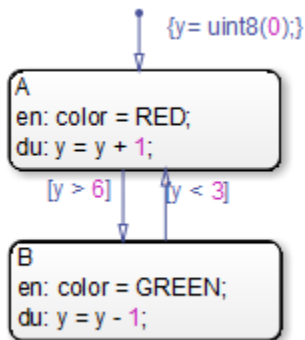 {y= uint8(0);}
A
en: color = RED;
du: y = y + 1;
[y > 6]
[y < 3]
B
en: color = GREEN;
du: y = y - 1;